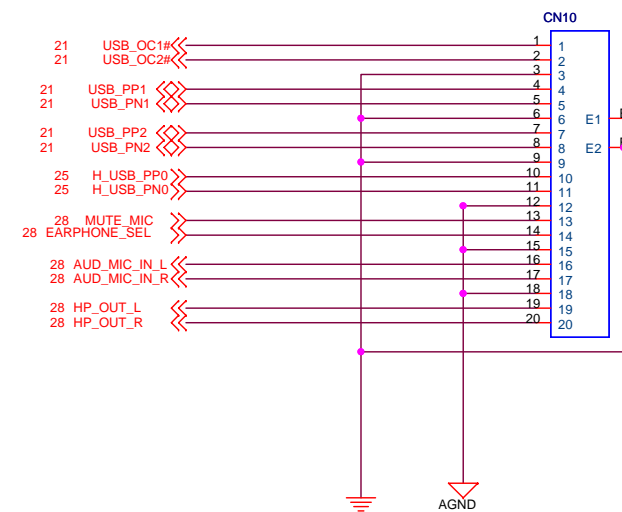 CN10
21 USB_OC1# 1 1
21 USB_OC2# 2 2
3 3
21 USB_PP1 4 4
21 USB_PN1 5 5
6 6 E1
21 USB_PP2 7 7
21 USB_PN2 8 8 E2
9 9
25 H_USB_PP0 10 10
25 H_USB_PN0 11 11
12 12
28 MUTE_MIC 13 13
28 EARPHONE_SEL 14 14
15 15
28 AUD_MIC_IN_L 16 16
28 AUD_MIC_IN_R 17 17
18 18
28 HP_OUT_L 19 19
28 HP_OUT_R 20 20
AGND